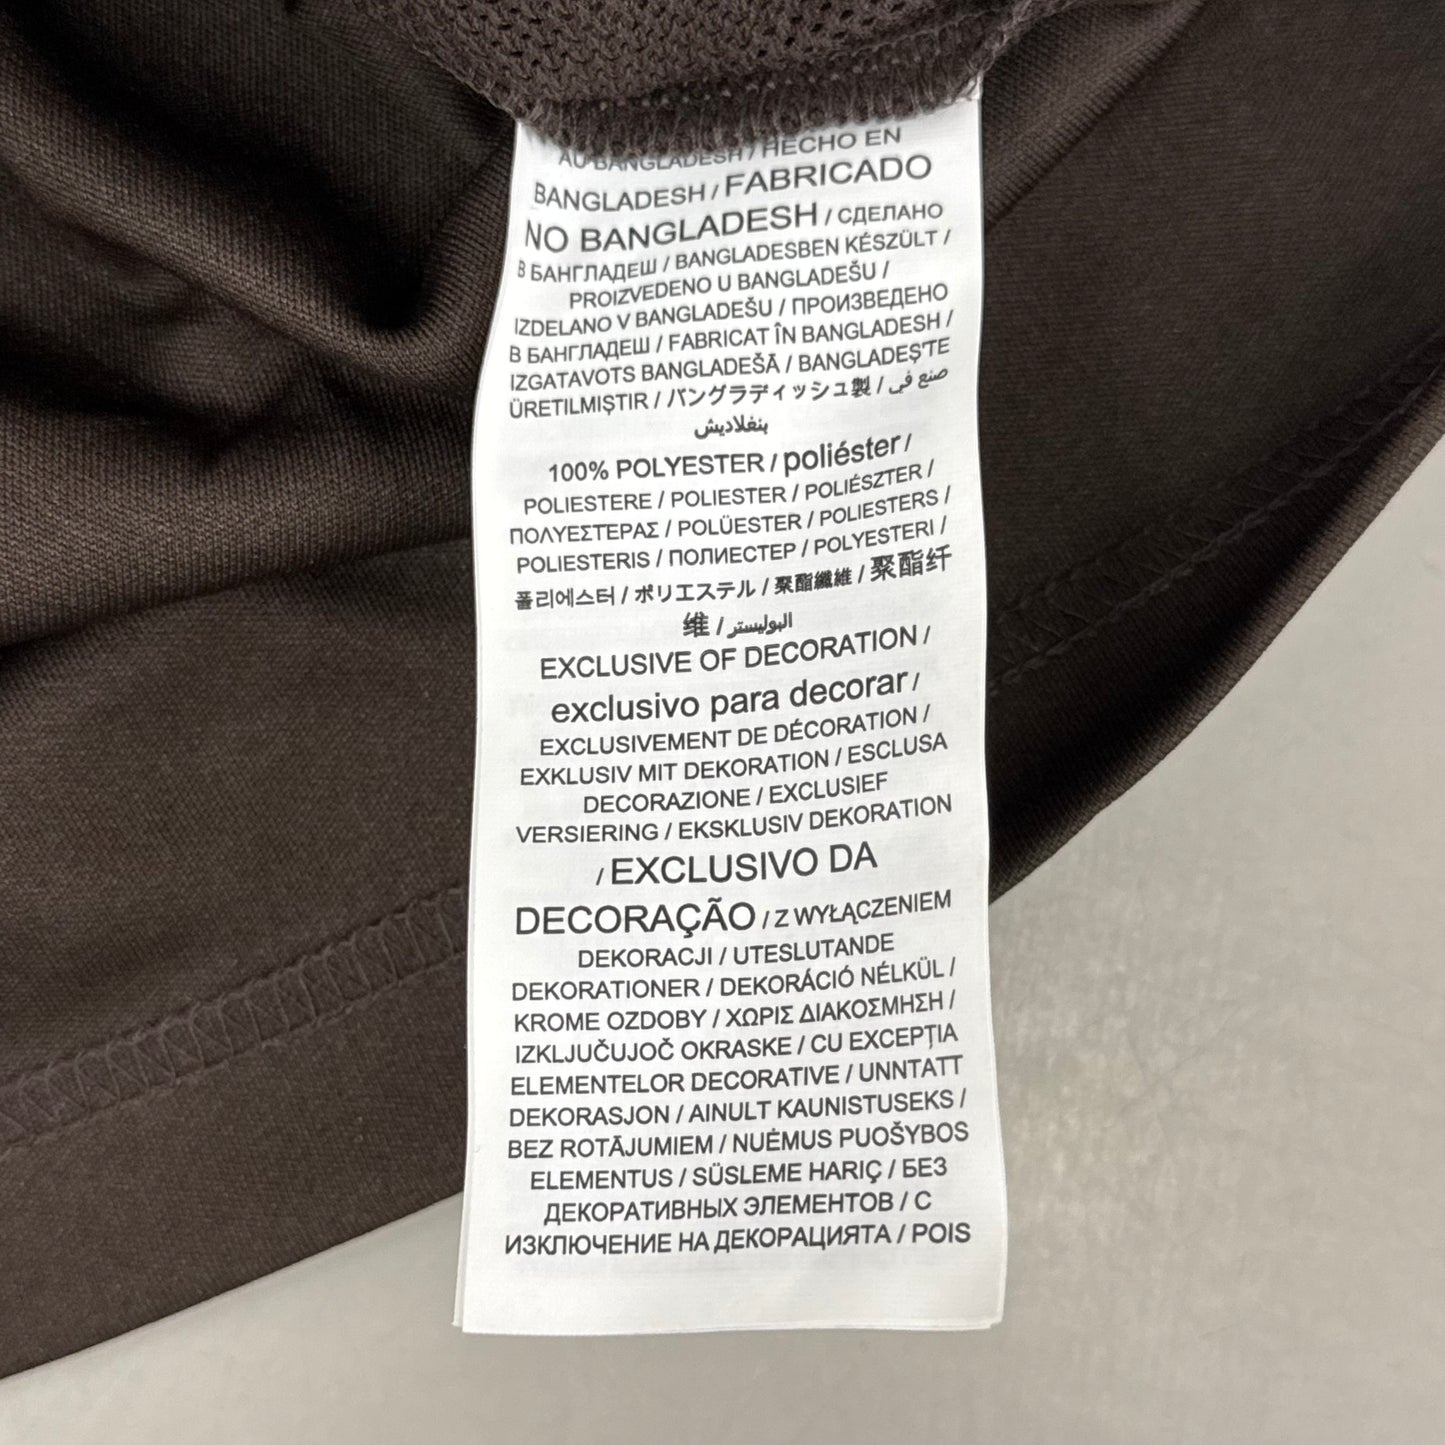 AU BANGLADESH / HECHO EN
BANGLADESH / FABRICADO
NO BANGLADESH / СДЕЛАНО
В БАНГЛАДЕШ / BANGLADESBEN KÉSZÜLT /
PROIZVEDENO U BANGLADEŠU /
IZDELANO V BANGLADEŠU / ПРОИЗВЕДЕНО
В БАНГЛАДЕШ / FABRICAT ÎN BANGLADESH /
IZGATAVOTS BANGLADEŠĀ / BANGLADEŞ'TE
ÜRETILMIŞTIR / バングラディッシュ製 / صنع في
بنغلاديش
100% POLYESTER / poliéster /
POLIESTERE / POLIESTER / POLIÉSZTER /
ΠΟΛΥΕΣΤΕΡΑΣ / POLÜESTER / POLIESTERS /
POLIESTERIS / ПОЛИЕСТЕР / POLYESTERI /
폴리에스터 / ポリエステル / 聚酯纖維 / 聚酯纤
维 / البوليستر
EXCLUSIVE OF DECORATION /
exclusivo para decorar /
EXCLUSIVEMENT DE DÉCORATION /
EXKLUSIV MIT DEKORATION / ESCLUSA
DECORAZIONE / EXCLUSIEF
VERSIERING / EKSKLUSIV DEKORATION
/ EXCLUSIVO DA
DECORAÇÃO / Z WYŁĄCZENIEM
DEKORACJI / UTESLUTANDE
DEKORATIONER / DEKORÁCIÓ NÉLKÜL /
KROME OZDOBY / ΧΩΡΙΣ ΔΙΑΚΟΣΜΗΣΗ /
IZKLJUČUJOČ OKRASKE / CU EXCEPȚIA
ELEMENTELOR DECORATIVE / UNNTATT
DEKORASJON / AINULT KAUNISTUSEKS /
BEZ ROTĀJUMIEM / NUĖMUS PUOŠYBOS
ELEMENTUS / SÜSLEME HARIÇ / БЕЗ
ДЕКОРАТИВНЫХ ЭЛЕМЕНТОВ / С
ИЗКЛЮЧЕНИЕ НА ДЕКОРАЦИЯТА / POIS